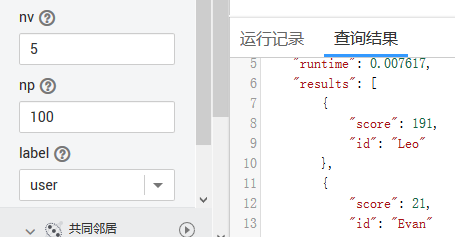 nv
5
np
100
label
user
共同邻居
运行记录 查询结果
5 "runtime": 0.007617,
6 "results": [
7 {
8 "score": 191,
9 "id": "Leo"
10 },
11 {
12 "score": 21,
13 "id": "Evan"